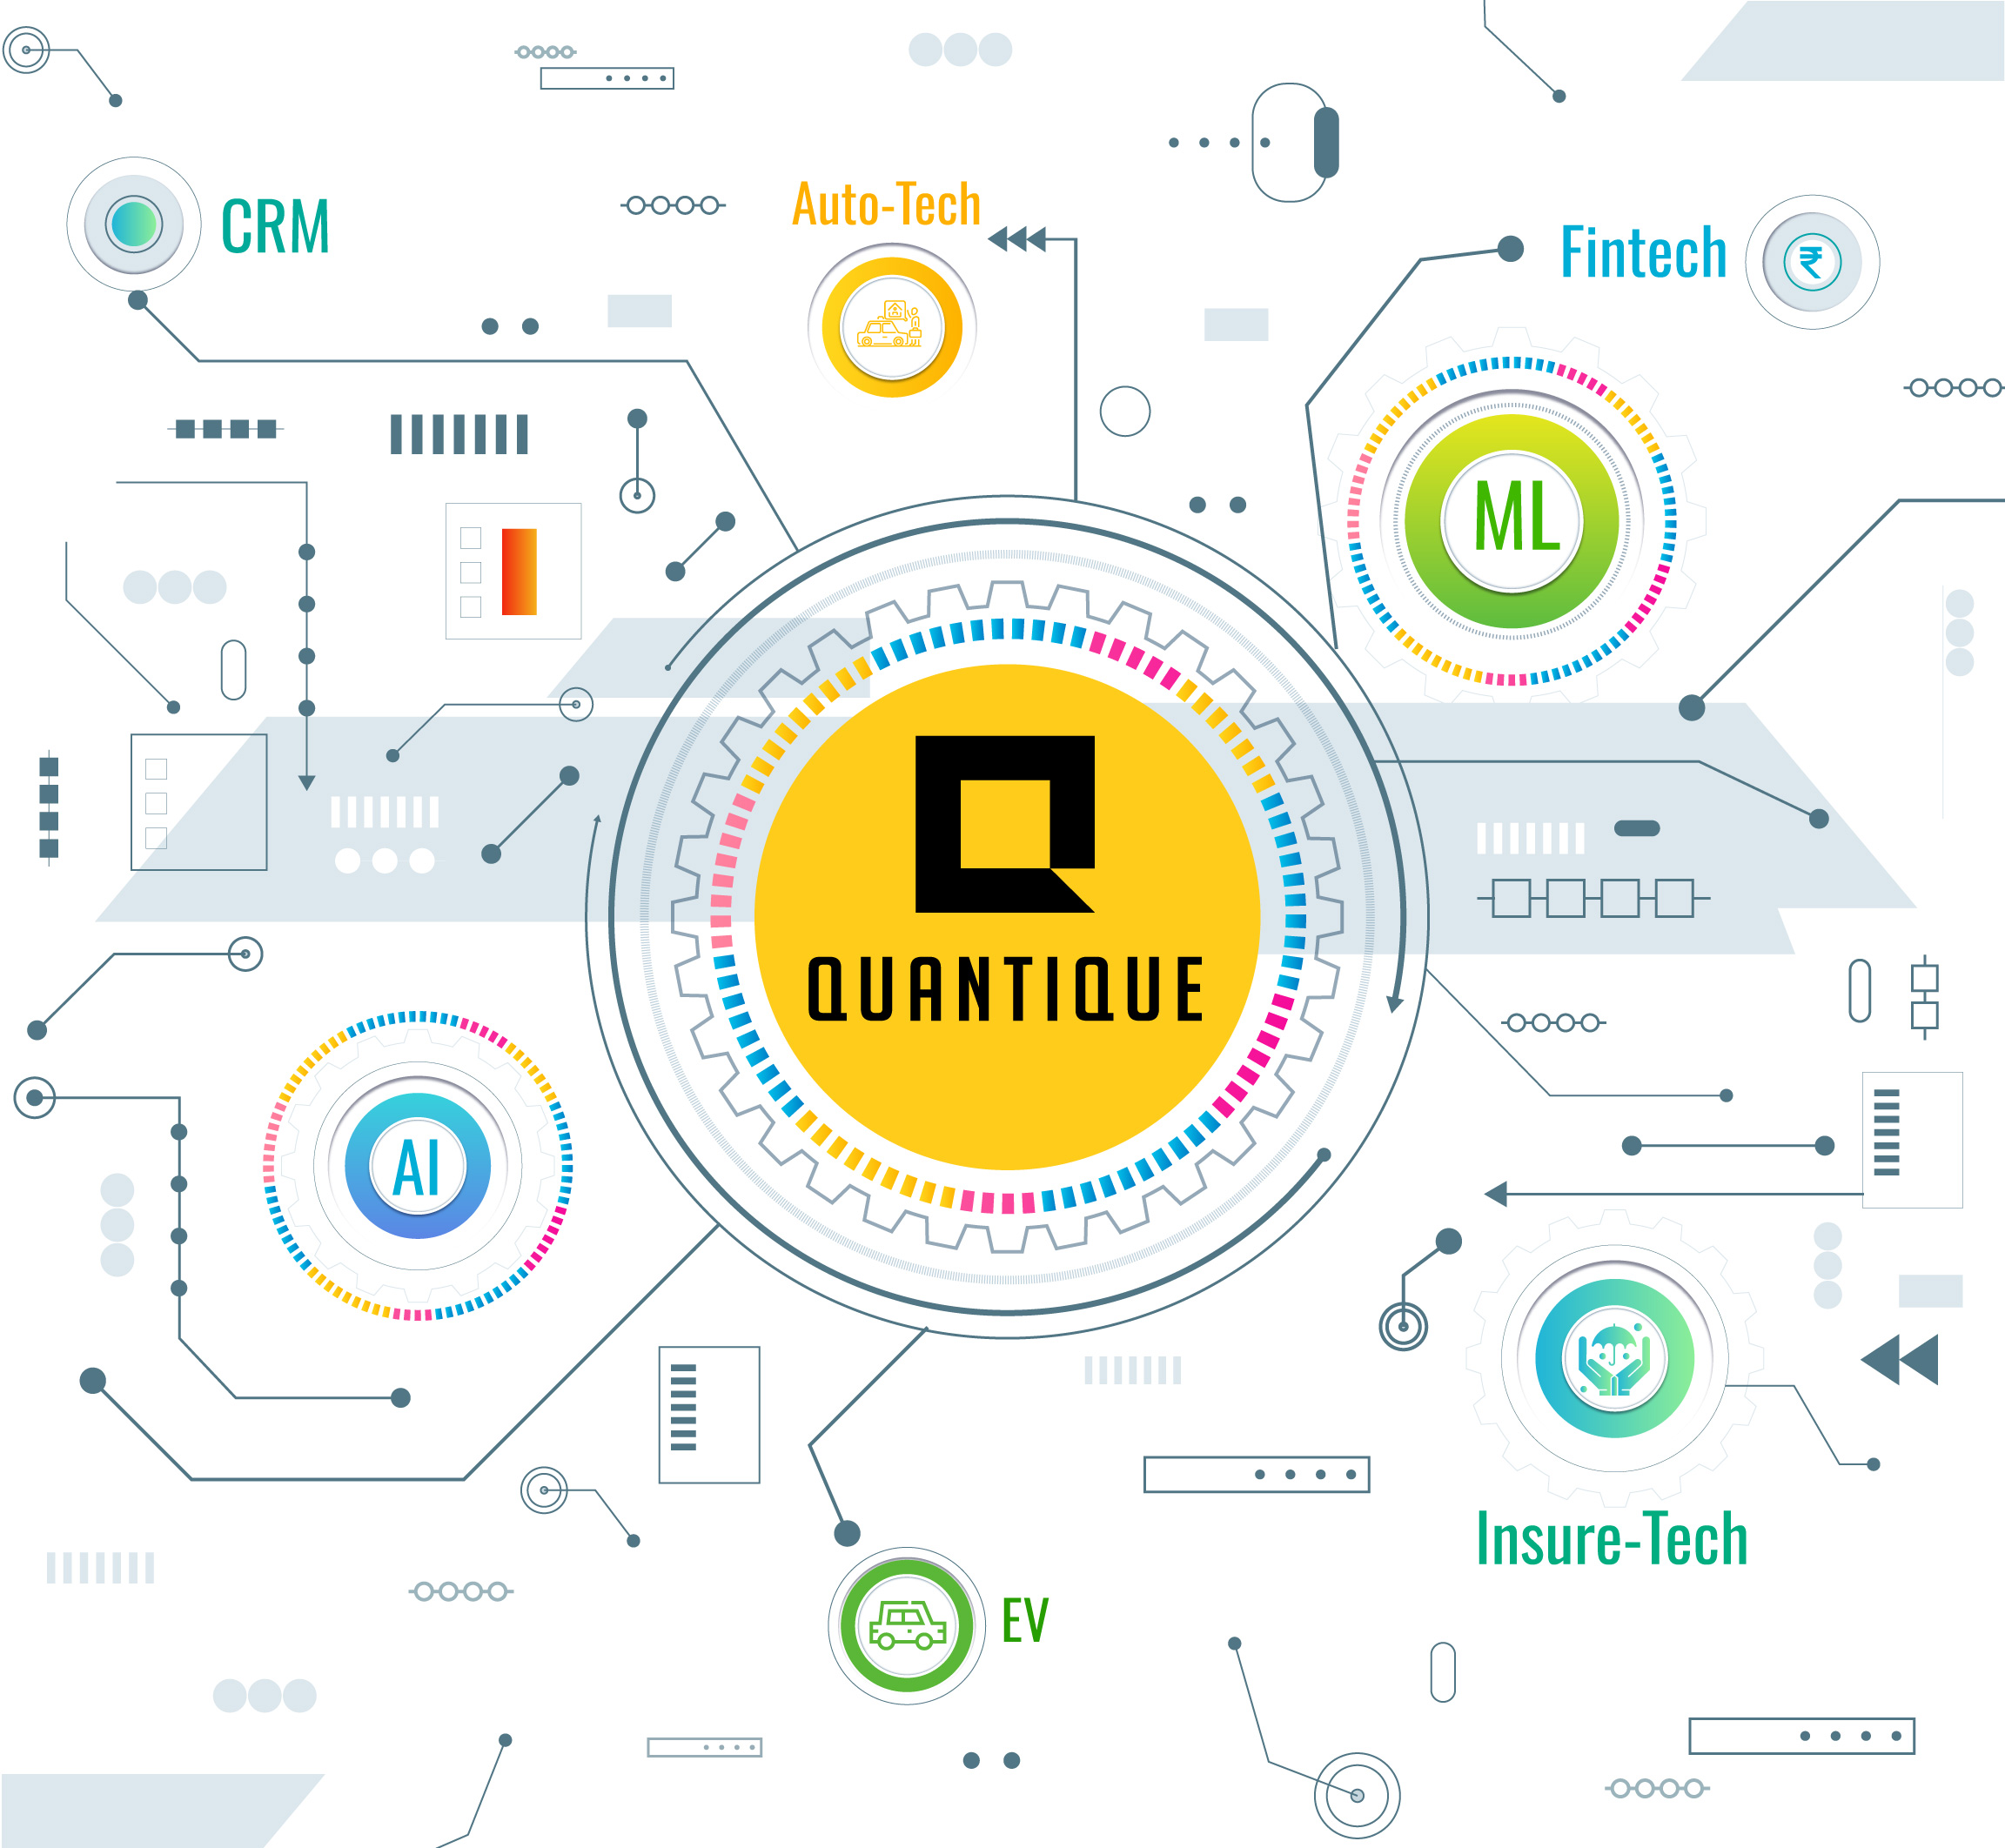 CRM
Auto-Tech
Fintech
₹
ML
QUANTIQUE
AI
Insure-Tech
EV